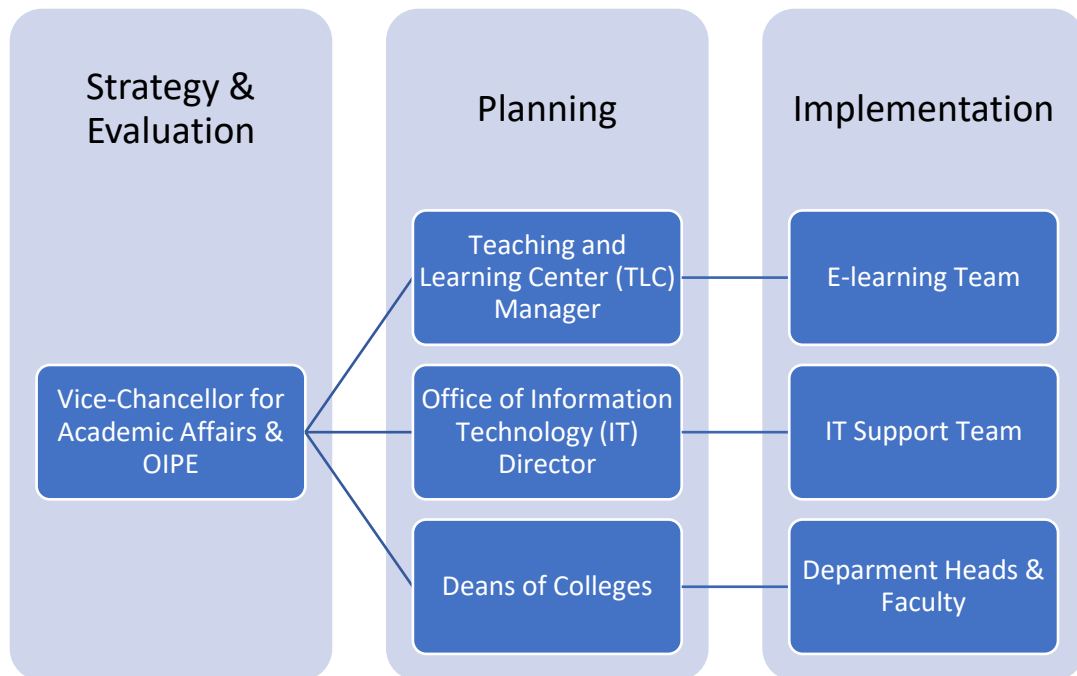 Strategy &
Evaluation
Planning
Implementation
Vice-Chancellor for
Academic Affairs &
OIPE
Teaching and
Learning Center (TLC)
Manager
Office of Information
Technology (IT)
Director
Deans of Colleges
E-learning Team
IT Support Team
Deparment Heads &
Faculty